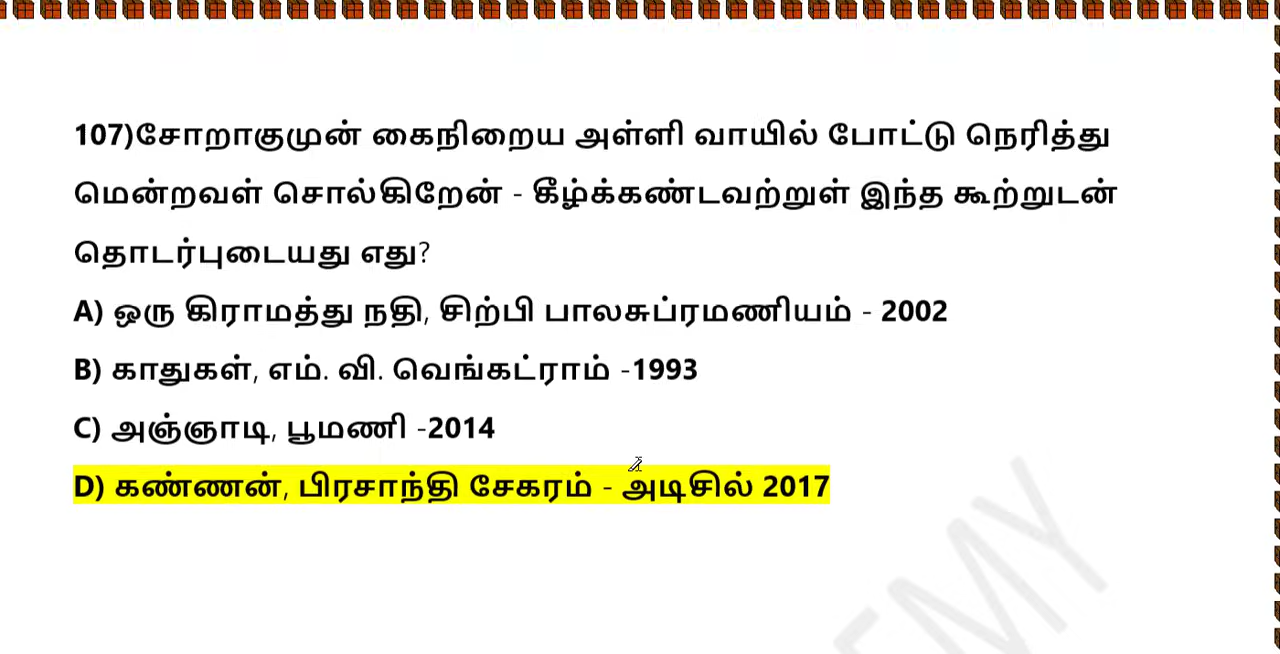 107)சோறாகுமுன் கைநிறைய அள்ளி வாயில் போட்டு நெரித்து
மென்றவள் சொல்கிறேன் - கீழ்க்கண்டவற்றுள் இந்த கூற்றுடன்
தொடர்புடையது எது?
A) ஒரு கிராமத்து நதி, சிற்பி பாலசுப்ரமணியம் - 2002
B) காதுகள், எம். வி. வெங்கட்ராம் -1993
C) அஞ்ஞாடி, பூமணி -2014
D) கண்ணன், பிரசாந்தி சேகரம் - அடிசில் 2017
EMY